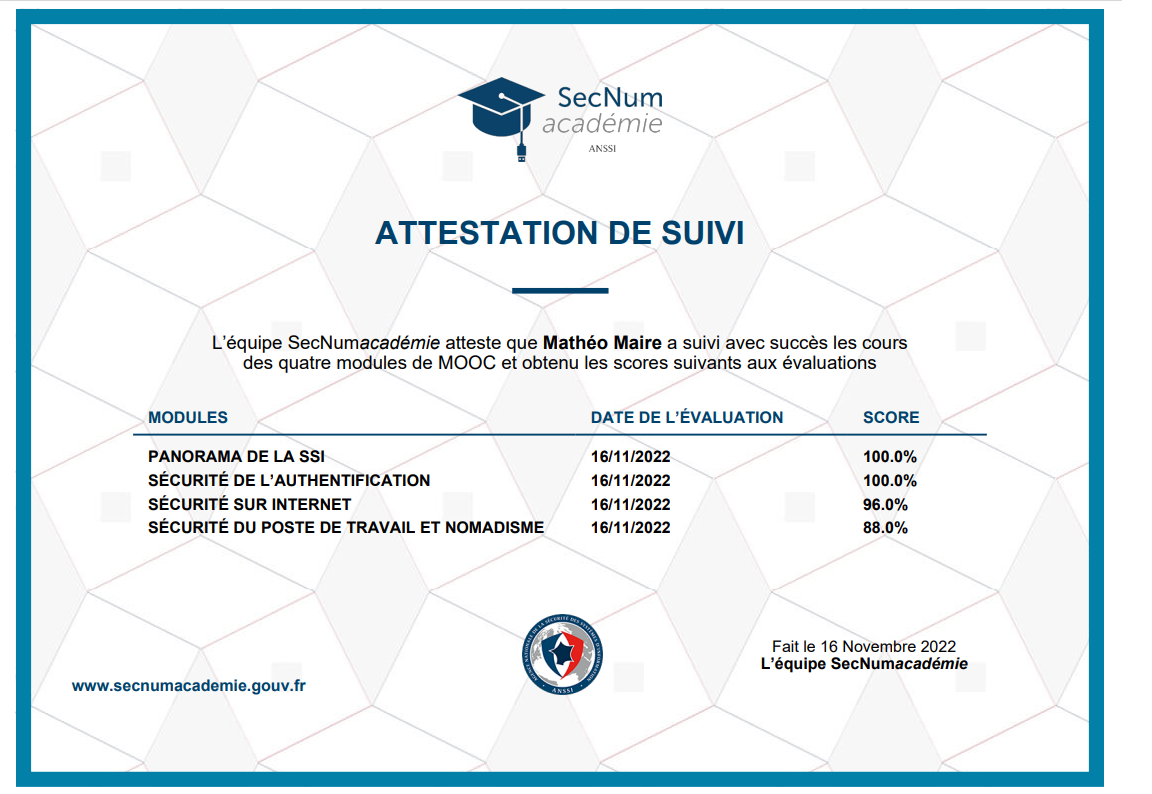 SecNum
académie
ANSSI
ATTESTATION DE SUIVI
L'équipe SecNumacadémie atteste que Mathéo Maire a suivi avec succès les cours
des quatre modules de MOOC et obtenu les scores suivants aux évaluations
MODULES DATE DE L'ÉVALUATION SCORE
PANORAMA DE LA SSI 16/11/2022 100.0%
SÉCURITÉ DE L'AUTHENTIFICATION 16/11/2022 100.0%
SÉCURITÉ SUR INTERNET 16/11/2022 96.0%
SÉCURITÉ DU POSTE DE TRAVAIL ET NOMADISME 16/11/2022 88.0%
AGENCE NATIONALE DE LA SÉCURITÉ DES SYSTÈMES D'INFORMATION
ANSSI
Fait le 16 Novembre 2022
L'équipe SecNumacadémie
www.secnumacademie.gouv.fr